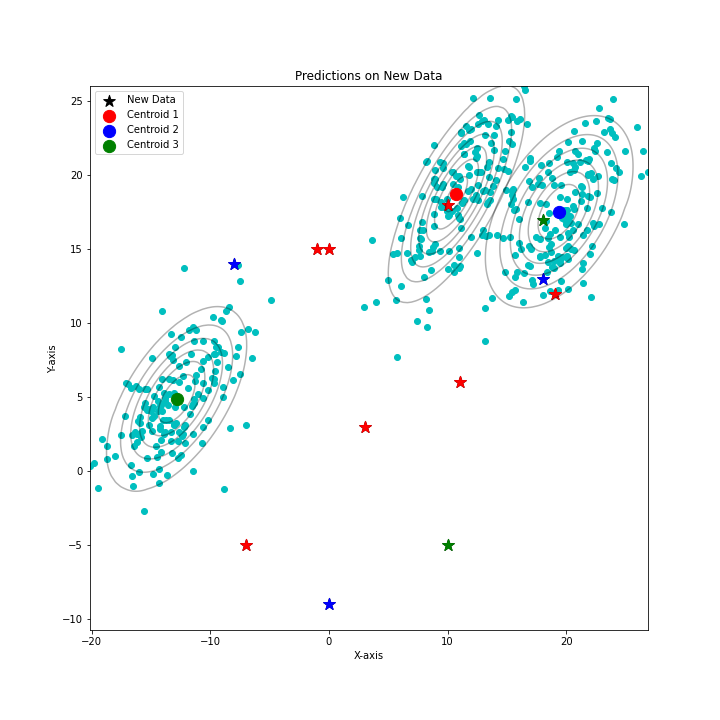 Predictions on New Data
New Data
Centroid 1
Centroid 2
Centroid 3
25
20
15
10
5
0
−5
−10
−20
−10
0
10
20
Y-axis
X-axis